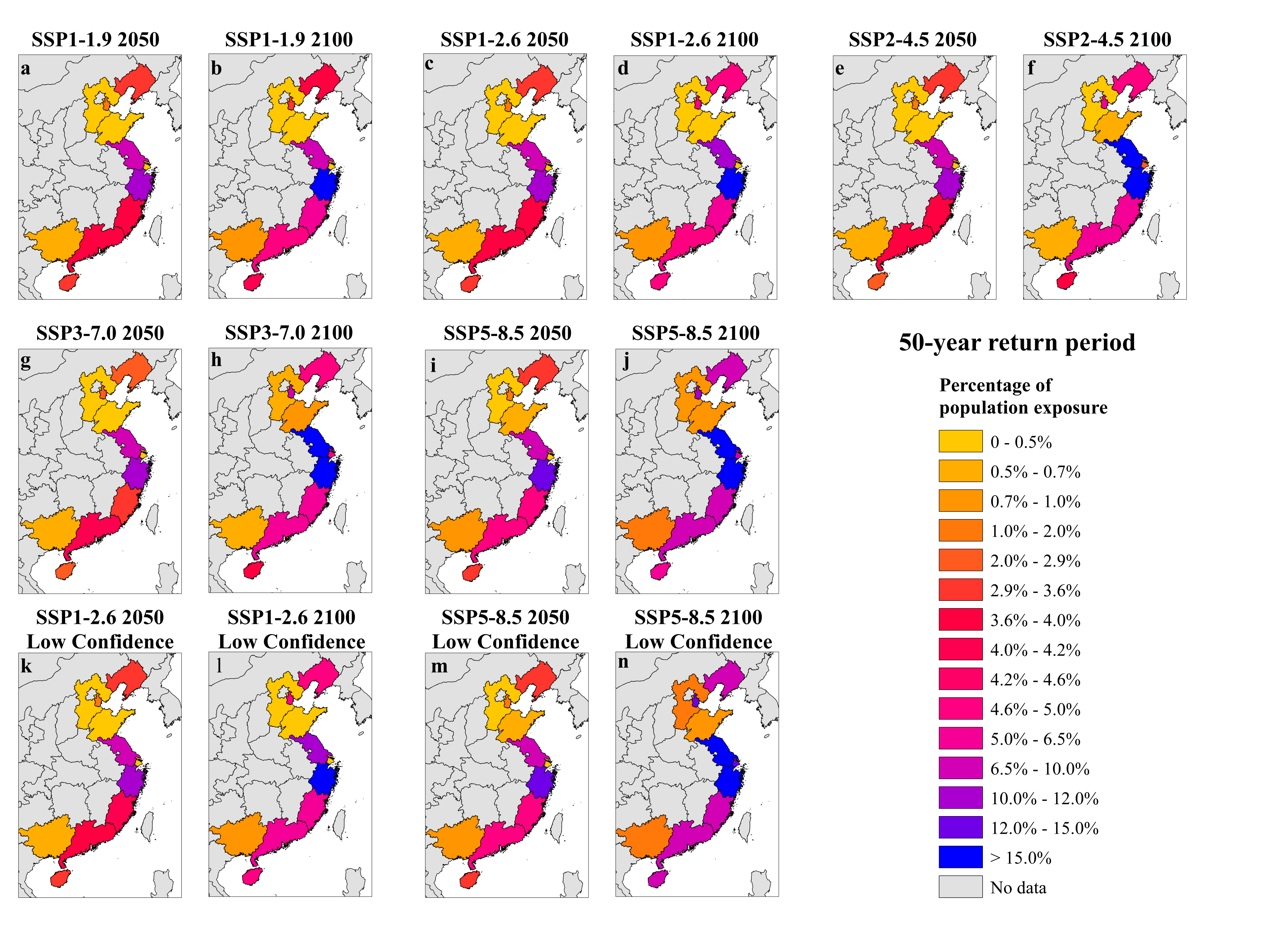 SSP1-1.9 2050
SSP1-1.9 2100
SSP1-2.6 2050
SSP1-2.6 2100
SSP2-4.5 2050
SSP2-4.5 2100
a
b
c
d
e
f
SSP3-7.0 2050
SSP3-7.0 2100
SSP5-8.5 2050
SSP5-8.5 2100
g
h
i
j
50-year return period
Percentage of
population exposure
0 - 0.5%
0.5% - 0.7%
0.7% - 1.0%
1.0% - 2.0%
2.0% - 2.9%
2.9% - 3.6%
3.6% - 4.0%
4.0% - 4.2%
4.2% - 4.6%
4.6% - 5.0%
5.0% - 6.5%
6.5% - 10.0%
10.0% - 12.0%
12.0% - 15.0%
> 15.0%
No data
SSP1-2.6 2050
Low Confidence
SSP1-2.6 2100
Low Confidence
SSP5-8.5 2050
Low Confidence
SSP5-8.5 2100
Low Confidence
k
l
m
n